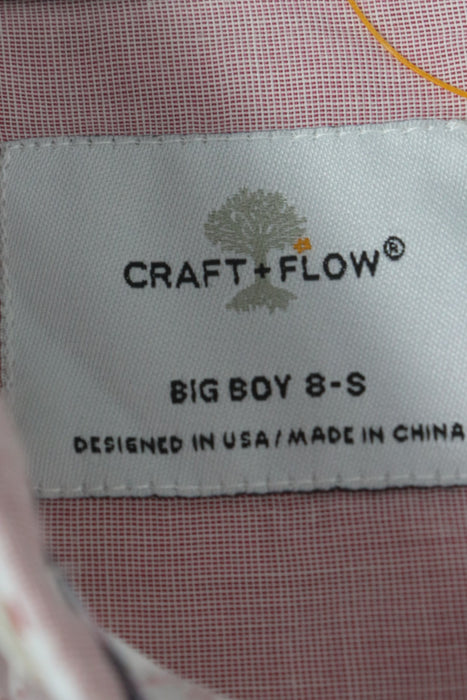 CRAFT+FLOW®
BIG BOY 8-S
DESIGNED IN USA/MADE IN CHINA